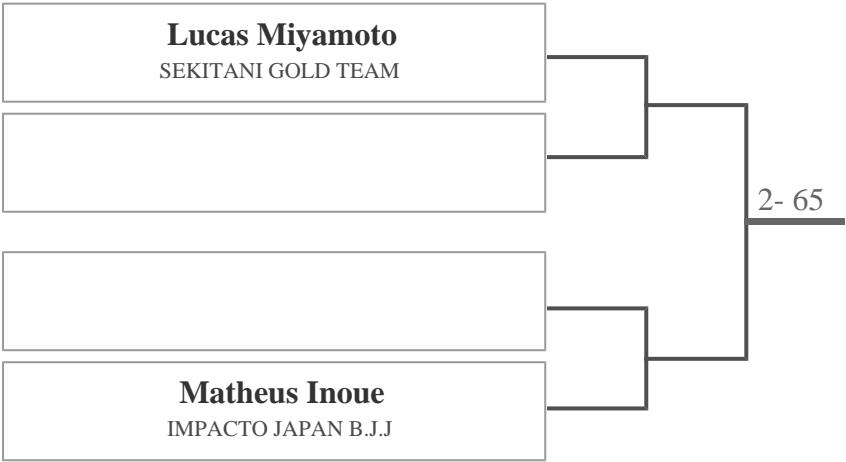 Lucas Miyamoto
SEKITANI GOLD TEAM
2- 65
Matheus Inoue
IMPACTO JAPAN B.J.J